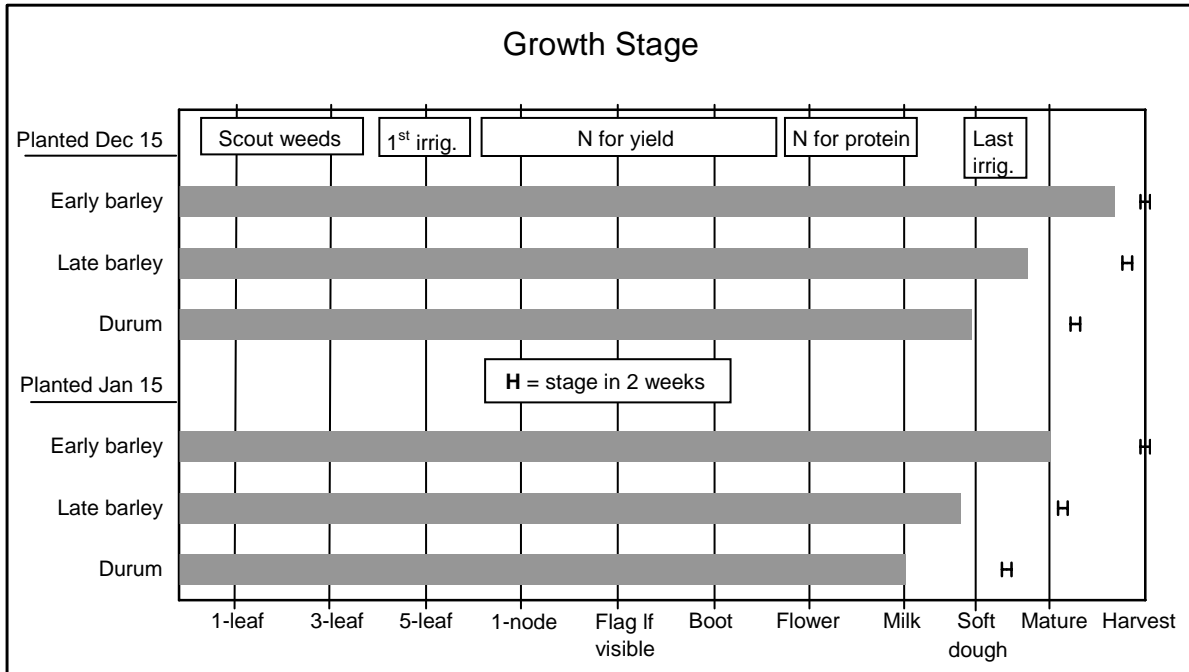 Growth Stage
Planted Dec 15
Scout weeds
1st irrig.
N for yield
N for protein
Last
irrig.
Early barley
H
Late barley
H
Durum
H
Planted Jan 15
H = stage in 2 weeks
Early barley
H
Late barley
H
Durum
H
1-leaf 3-leaf 5-leaf 1-node Flag lf Boot Flower Milk Soft Mature Harvest
visible dough